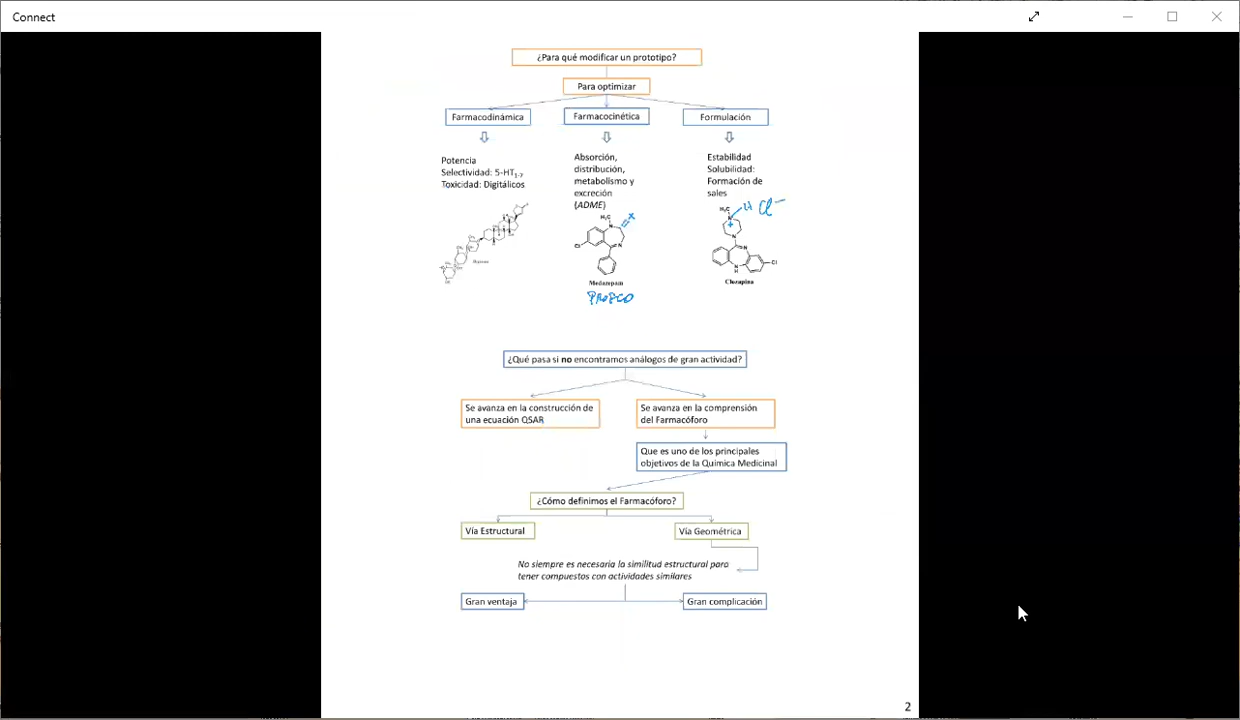 Connect
¿Para qué modificar un prototipo?
Para optimizar
Farmacodinámica
Farmacocinética
Formulación
Potencia
Selectividad: 5-HT1-7
Toxicidad: Digitálicos
Absorción,
distribución,
metabolismo y
excreción
(ADME)
Estabilidad
Solubilidad:
Formación de
sales
H₃C
N
N
Cl
Medazepam
H₃C
N
+
H Cl⁻
N
N
N
H
Cl
Clozapina
¿Qué pasa si no encontramos análogos de gran actividad?
Se avanza en la construcción de
una ecuación QSAR
Se avanza en la comprensión
del Farmacóforo
Que es uno de los principales
objetivos de la Quimica Medicinal
¿Cómo definimos el Farmacóforo?
Vía Estructural
Vía Geométrica
No siempre es necesaria la similitud estructural para
tener compuestos con actividades similares
Gran ventaja
Gran complicación
2